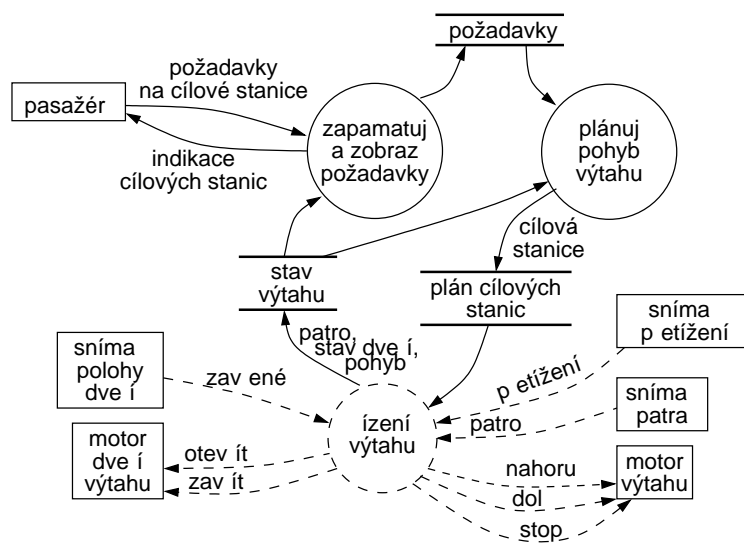 požadavky
požadavky
na cílové stanice
pasažér
zapamatuj
a zobraz
požadavky
plánuj
pohyb
výtahu
indikace
cílových stanic
cílová
stanice
stav
výtahu
plán cílových
stanic
sníma
p etížení
patro,
stav dve í,
pohyb
sníma
polohy
dve í
zav ené
p etížení
sníma
patra
patro
ízení
výtahu
motor
dve í
výtahu
otev ít
zav ít
nahoru
dol
stop
motor
výtahu